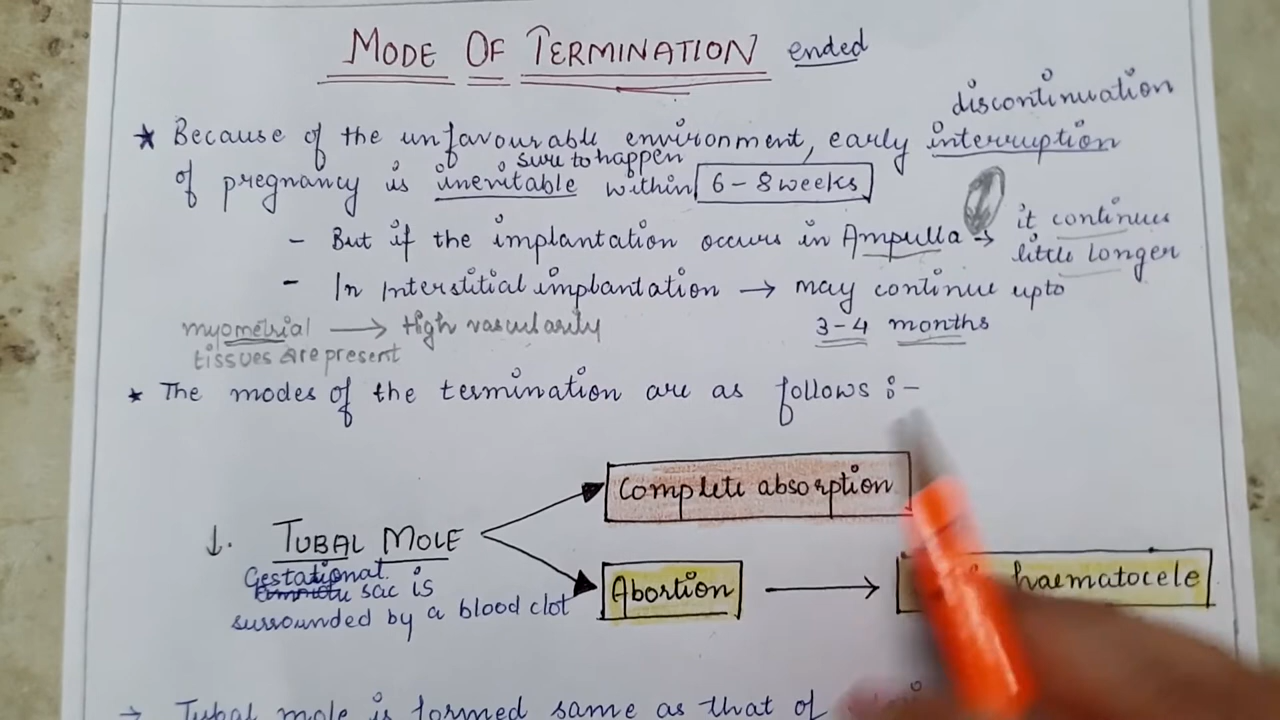 MODE OF TERMINATION ended
discontinuation
★ Because of the unfavourable environment, early interruption
sure to happen
of pregnancy is inevitable within 6-8 weeks
- But if the implantation occurs in Ampulla → it continues
little longer
- In Interstitial implantation → may continue upto
3-4 months
myometrial → High vascularity
tissues are present
★ The modes of the termination are as follows :-
Complete absorption
TUBAL MOLE
Gestational
sac is
Abortion → haematocele
surrounded by a blood clot
→ Tubal mole is formed same as that of